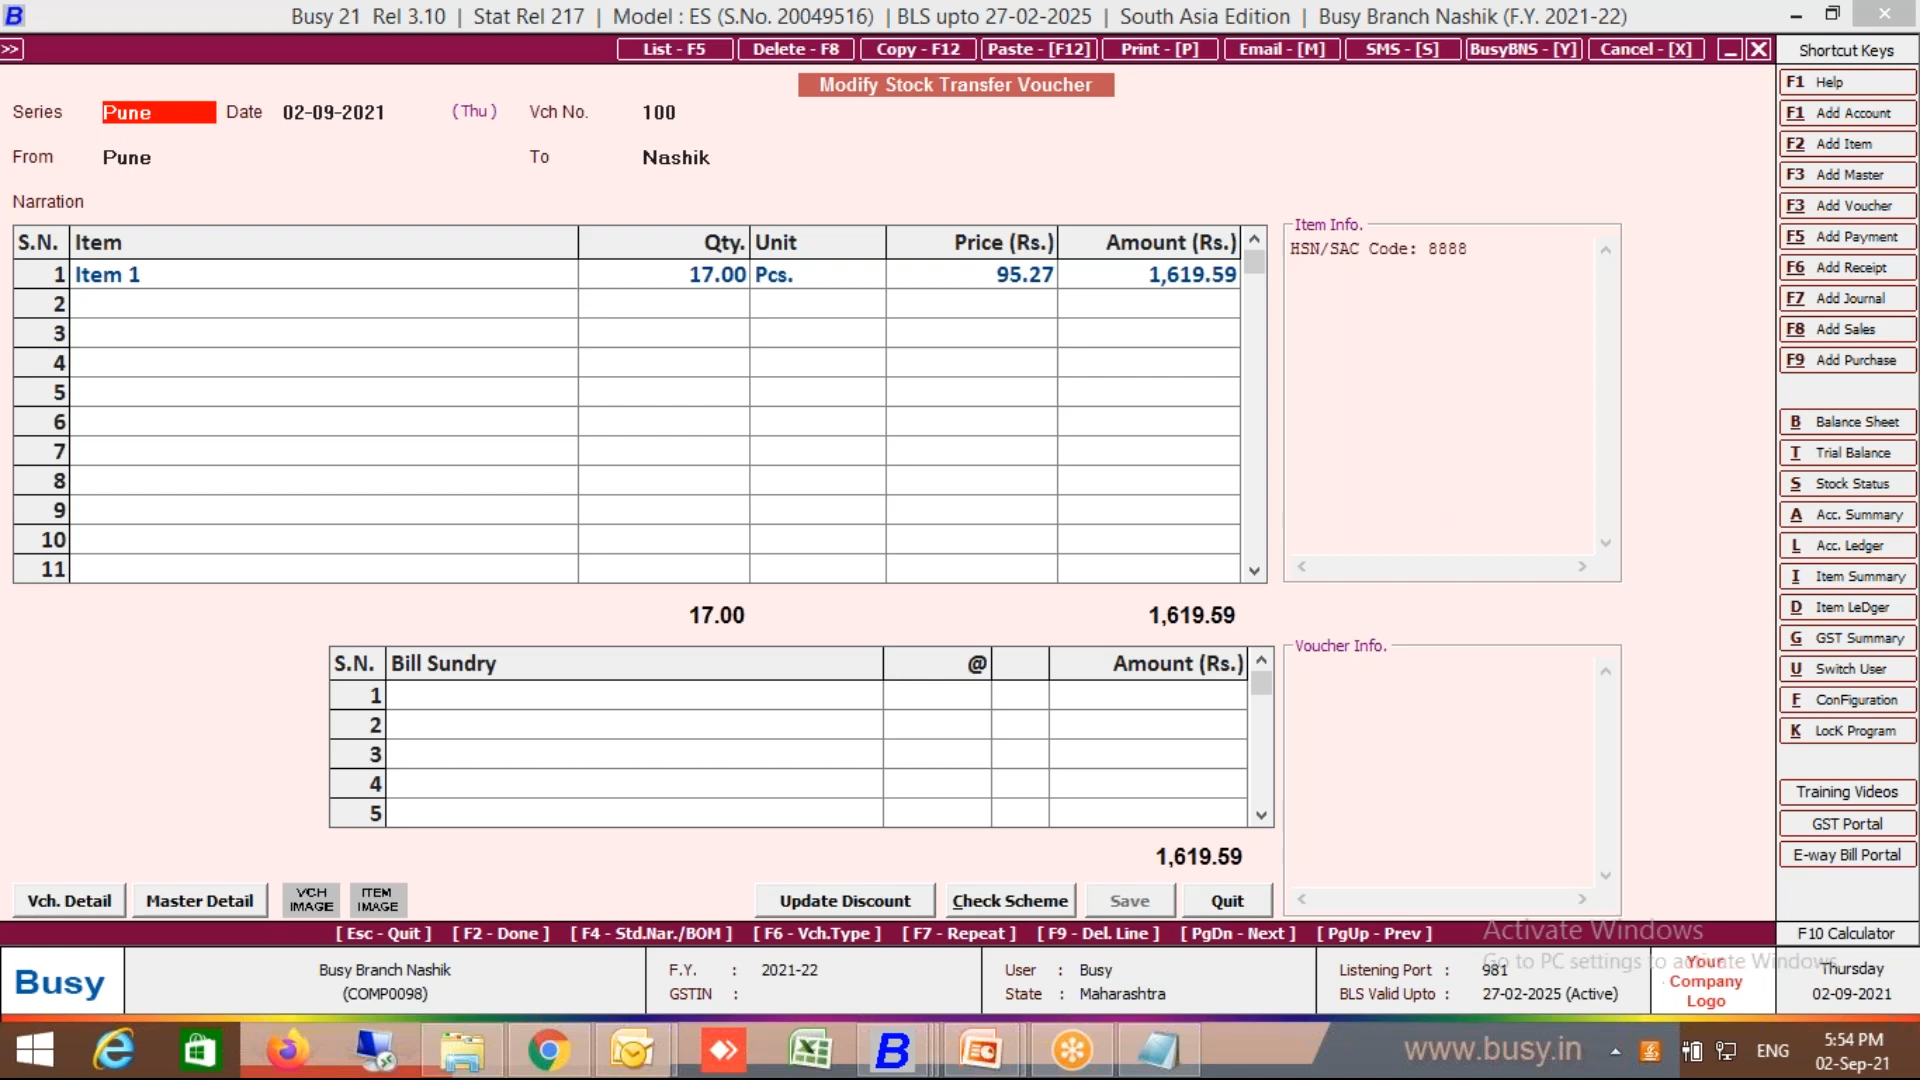 B Busy 21 Rel 3.10 | Stat Rel 217 | Model : ES (S.No. 20049516) | BLS upto 27-02-2025 | South Asia Edition | Busy Branch Nashik (F.Y. 2021-22)
>> List - F5 Delete - F8 Copy - F12 Paste - [F12] Print - [P] Email - [M] SMS - [S] BusyBNS - [Y] Cancel - [X] Shortcut Keys
Modify Stock Transfer Voucher
Series Pune Date 02-09-2021 (Thu) Vch No. 100
From Pune To Nashik
Narration
S.N. Item Qty. Unit Price (Rs.) Amount (Rs.)
1 Item 1 17.00 Pcs. 95.27 1,619.59
2
3
4
5
6
7
8
9
10
11
17.00 1,619.59
Item Info.
HSN/SAC Code: 8888
S.N. Bill Sundry @ Amount (Rs.)
1
2
3
4
5
1,619.59
Voucher Info.
Vch. Detail Master Detail VCH IMAGE ITEM IMAGE Update Discount Check Scheme Save Quit
[ Esc - Quit ] [ F2 - Done ] [ F4 - Std.Nar./BOM ] [ F6 - Vch.Type ] [ F7 - Repeat ] [ F9 - Del. Line ] [ PgDn - Next ] [ PgUp - Prev ]
F1 Help
F1 Add Account
F2 Add Item
F3 Add Master
F3 Add Voucher
F5 Add Payment
F6 Add Receipt
F7 Add Journal
F8 Add Sales
F9 Add Purchase
B Balance Sheet
T Trial Balance
S Stock Status
A Acc. Summary
L Acc. Ledger
I Item Summary
D Item LeDger
G GST Summary
U Switch User
F ConFiguration
K LocK Program
Training Videos
GST Portal
E-way Bill Portal
F10 Calculator
Activate Windows
Go to PC settings to activate Windows.
Busy
Busy Branch Nashik
(COMP0098)
F.Y. : 2021-22
GSTIN :
User : Busy
State : Maharashtra
Listening Port : 981
BLS Valid Upto : 27-02-2025 (Active)
Your
Company
Logo
Thursday
02-09-2021
www.busy.in ENG 5:54 PM
02-Sep-21